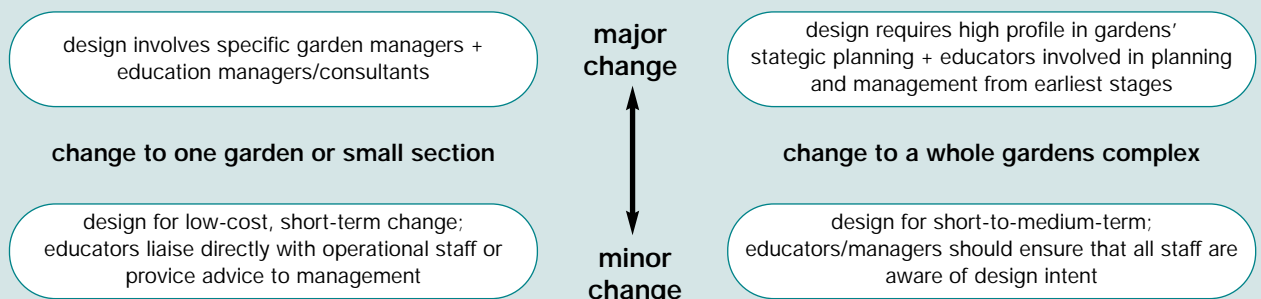 design involves specific garden managers +
education managers/consultants
major
change
design requires high profile in gardens'
stategic planning + educators involved in planning
and management from earliest stages
change to one garden or small section
change to a whole gardens complex
design for low-cost, short-term change;
educators liaise directly with operational staff or
provice advice to management
minor
change
design for short-to-medium-term;
educators/managers should ensure that all staff are
aware of design intent